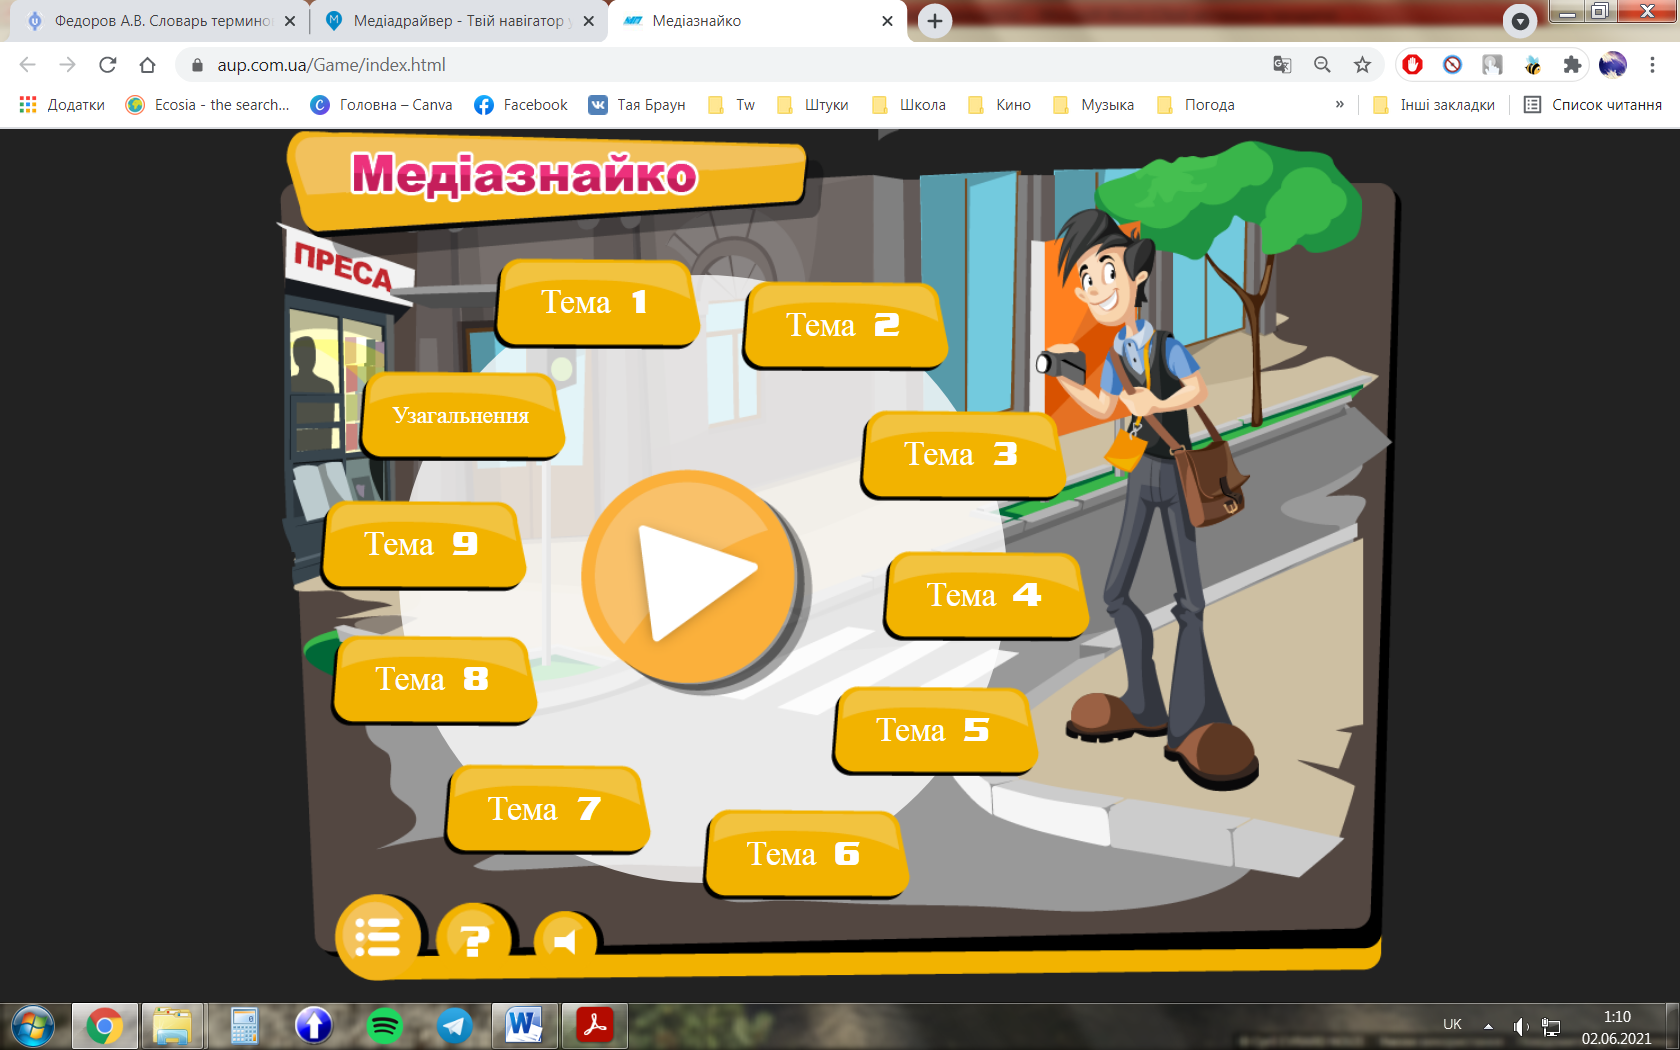 Федоров А.В. Словарь термино
Медіадрайвер - Твій навігатор у
Медіазнайко
aup.com.ua/Game/index.html
Додатки
Ecosia - the search...
Головна – Canva
Facebook
Тая Браун
Tw
Штуки
Школа
Кино
Музыка
Погода
»
Інші закладки
Список читання
Медіазнайко
ПРЕСА
Тема 1
Тема 2
Узагальнення
Тема 3
Тема 9
Тема 4
Тема 8
Тема 5
Тема 7
Тема 6
?
UK
1:10
02.06.2021